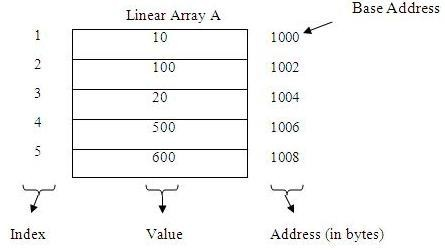 Base Address
Linear Array A
1 10 1000
2 100 1002
3 20 1004
4 500 1006
5 600 1008
Index Value Address (in bytes)